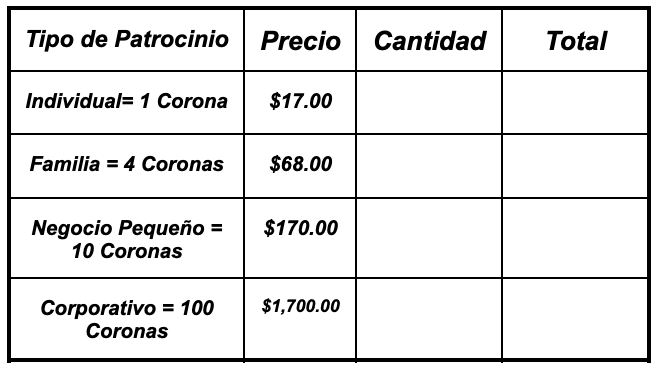 Tipo de Patrocinio Precio Cantidad Total
Individual= 1 Corona $17.00
Familia = 4 Coronas $68.00
Negocio Pequeño = $170.00
10 Coronas
Corporativo = 100 $1,700.00
Coronas